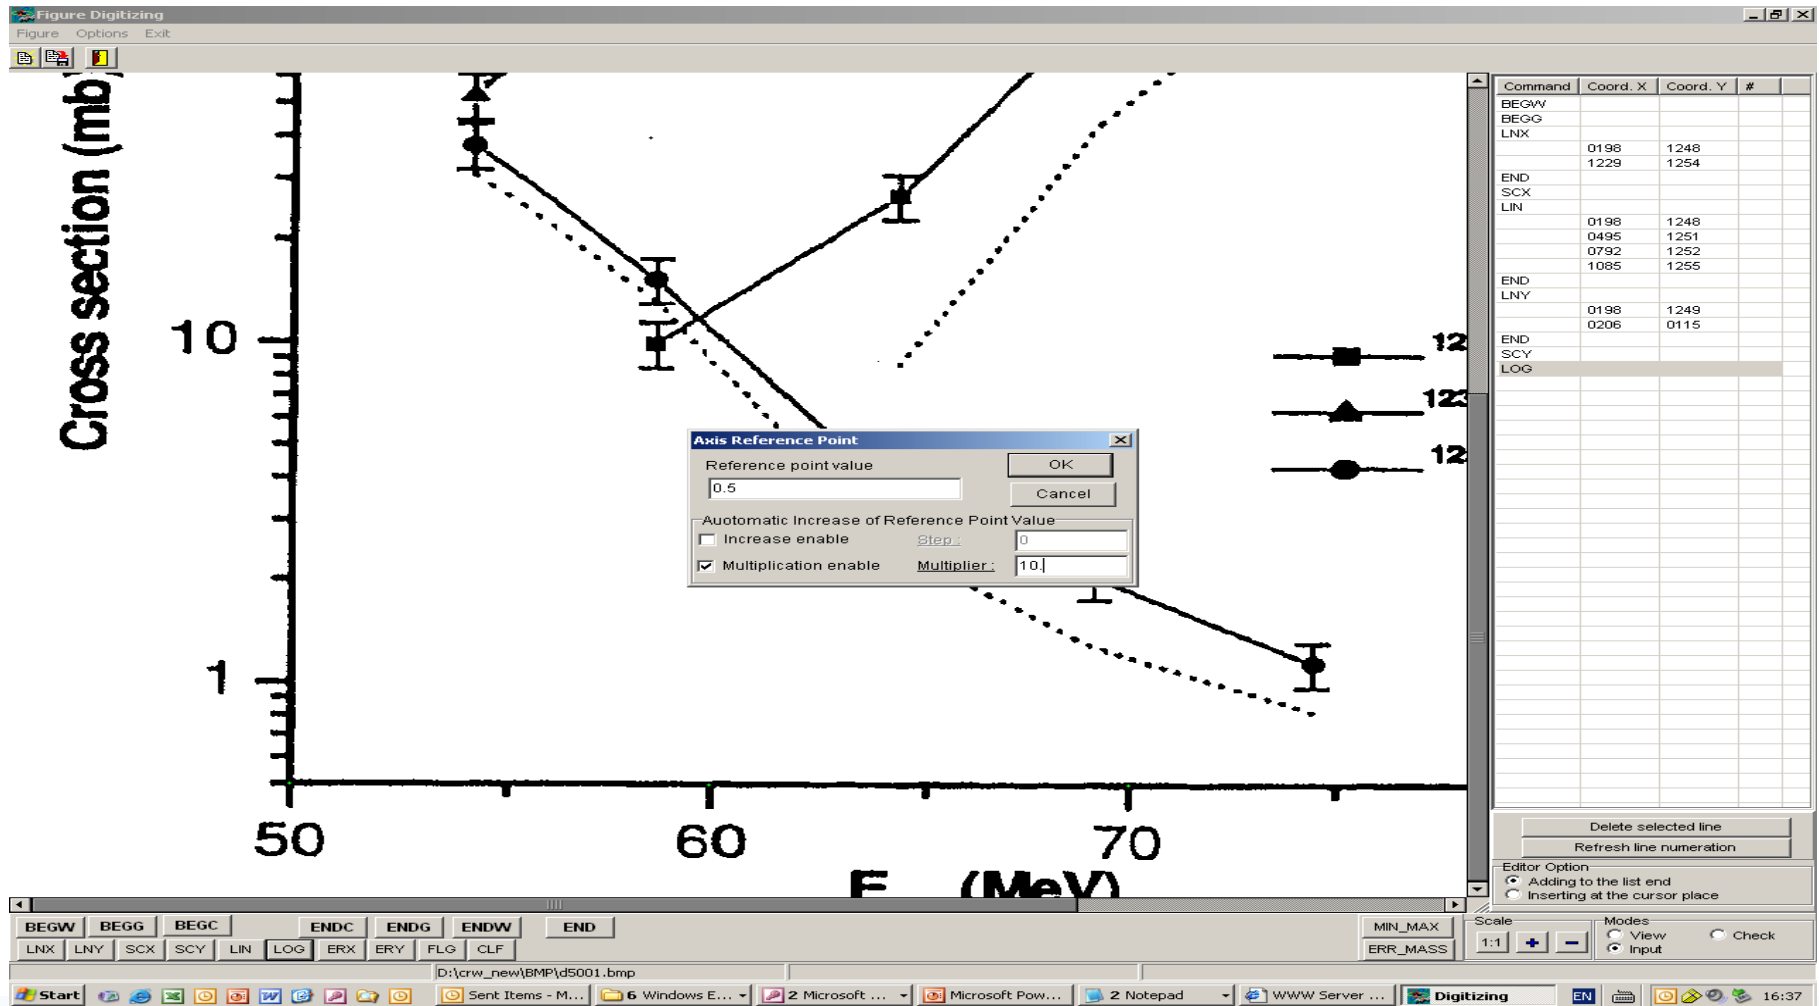 Figure Digitizing
Figure Options Exit
Cross section (mb)
10
1
50
60
70
(MeV)
12
123
12
Axis Reference Point
Reference point value
OK
0.5
Cancel
Auotomatic Increase of Reference Point Value
Increase enable Step : 0
Multiplication enable Multiplier : 10.
Command Coord. X Coord. Y #
BEGW
BEGG
LNX
0198 1248
1229 1254
END
SCX
LIN
0198 1248
0495 1251
0792 1252
1085 1255
END
LNY
0198 1249
0206 0115
END
SCY
LOG
Delete selected line
Refresh line numeration
Editor Option
Adding to the list end
Inserting at the cursor place
BEGW BEGG BEGC ENDC ENDG ENDW END MIN_MAX
LNX LNY SCX SCY LIN LOG ERX ERY FLG CLF ERR_MASS
Scale
1:1 + −
Modes
View Check
Input
D:\crw_new\BMP\d5001.bmp
Start Sent Items - M... 6 Windows E... 2 Microsoft ... Microsoft Pow... 2 Notepad WWW Server ... Digitizing EN 16:37